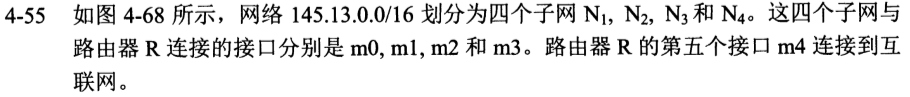 4-55 如图 4-68 所示，网络 145.13.0.0/16 划分为四个子网 N₁, N₂, N₃ 和 N₄。这四个子网与
路由器 R 连接的接口分别是 m0, m1, m2 和 m3。路由器 R 的第五个接口 m4 连接到互
联网。